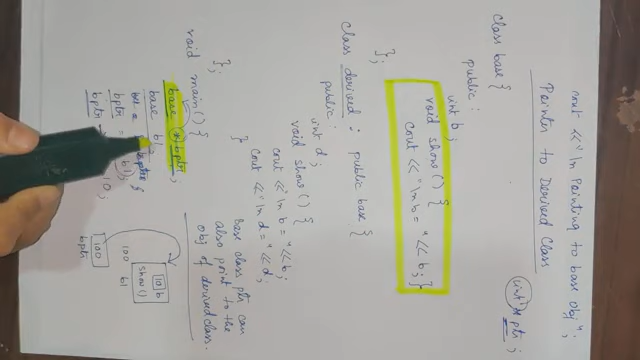 cout << "\n Pointing to base obj";
Pointer to Derived Class
int * ptr ;
class base {
public :
int b;
void show () {
cout << "\n b = " << b; }
};
class derived : public base {
public :
int d;
void show () {
cout << "\n b = " << b;
cout << "\n d = " << d;
}
};
void main () {
base * bptr ;
base b1
bptr =
bptr
10;
Base class ptr can
also point to the
obj of derived class.
100
bptr
10 b
show()
100
b1